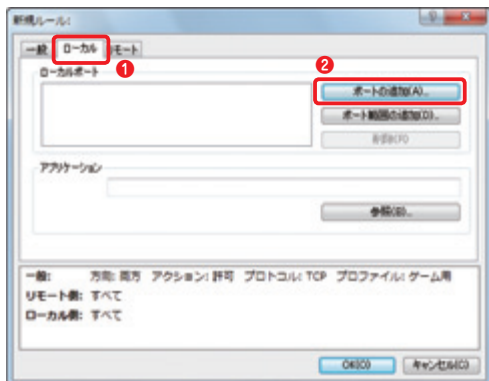 新規ルール:
一般 ローカル リモート
❶
❷
ローカルポート
ポートの追加(A)...
ポート範囲の追加(D)...
削除(R)
アプリケーション
参照(B)...
一般: 方向: 両方 アクション: 許可 プロトコル: TCP プロファイル: ゲーム用
リモート側: すべて
ローカル側: すべて
OK(O) キャンセル(C)